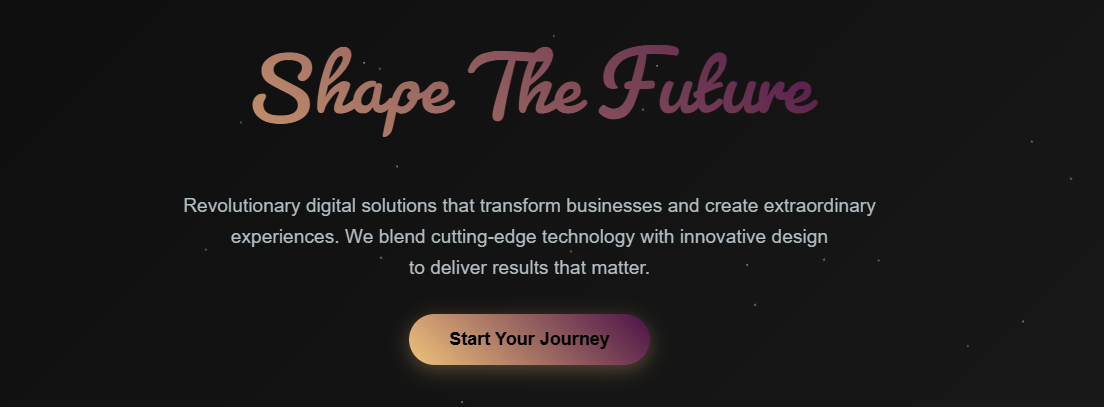 Shape The Future
Revolutionary digital solutions that transform businesses and create extraordinary
experiences. We blend cutting-edge technology with innovative design
to deliver results that matter.
Start Your Journey